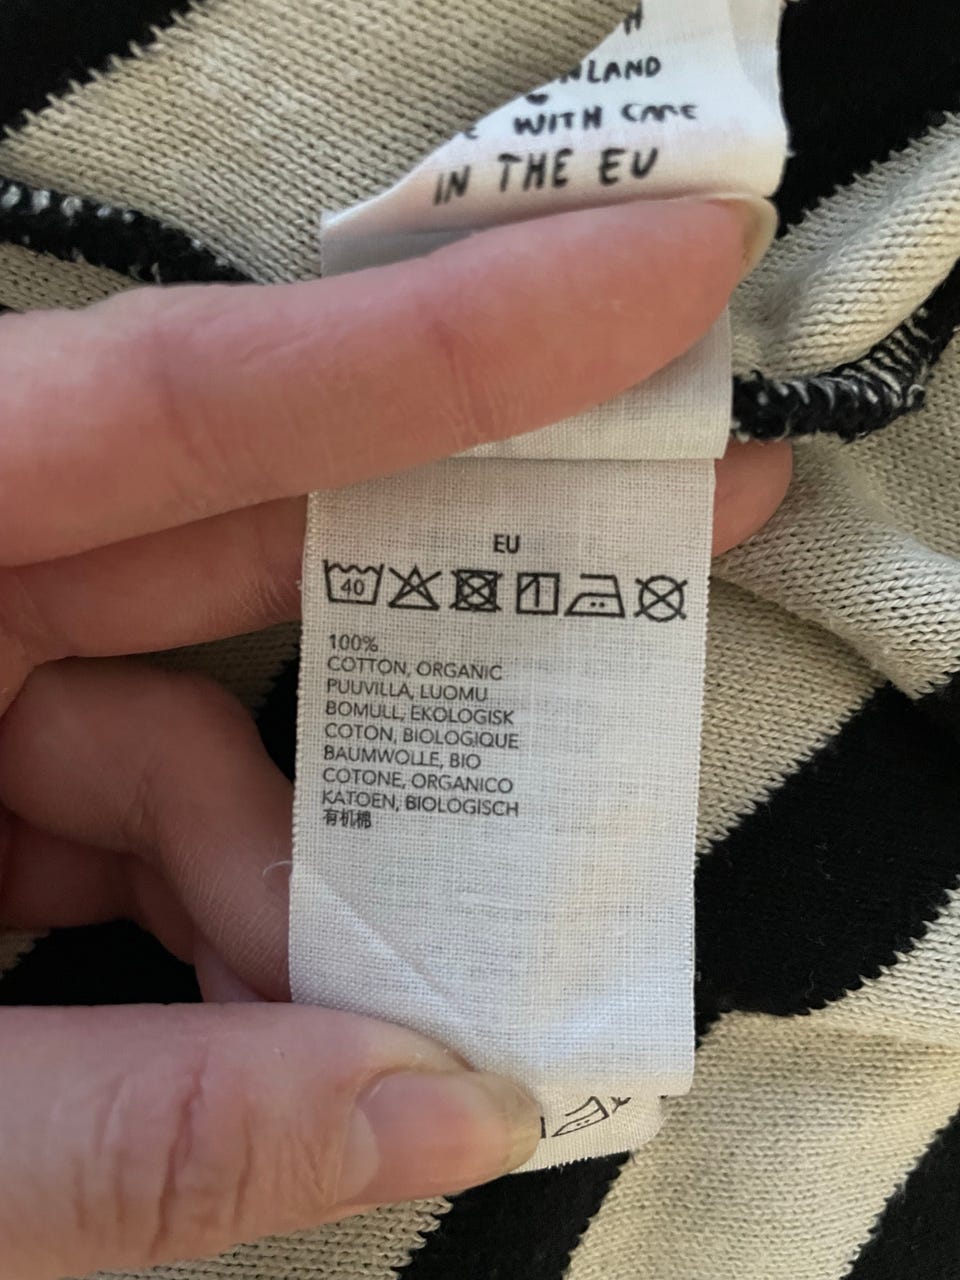 WITH CARE
IN THE EU
EU
40
100%
COTTON, ORGANIC
PUUVILLA, LUOMU
BOMULL, EKOLOGISK
COTON, BIOLOGIQUE
BAUMWOLLE, BIO
COTONE, ORGANICO
KATOEN, BIOLOGISCH
有机棉